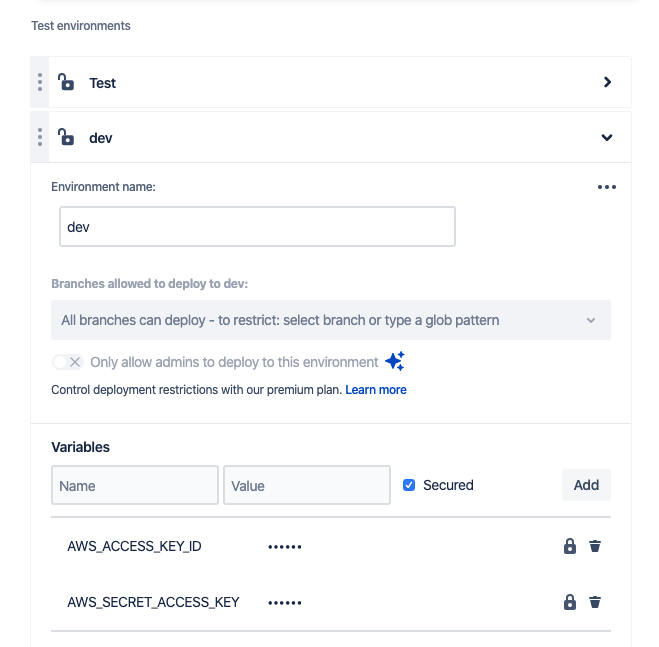 Test environments
Test
dev
Environment name:
dev
Branches allowed to deploy to dev:
All branches can deploy - to restrict: select branch or type a glob pattern
Only allow admins to deploy to this environment
Control deployment restrictions with our premium plan. Learn more
Variables
Name Value Secured Add
AWS_ACCESS_KEY_ID ••••••
AWS_SECRET_ACCESS_KEY ••••••